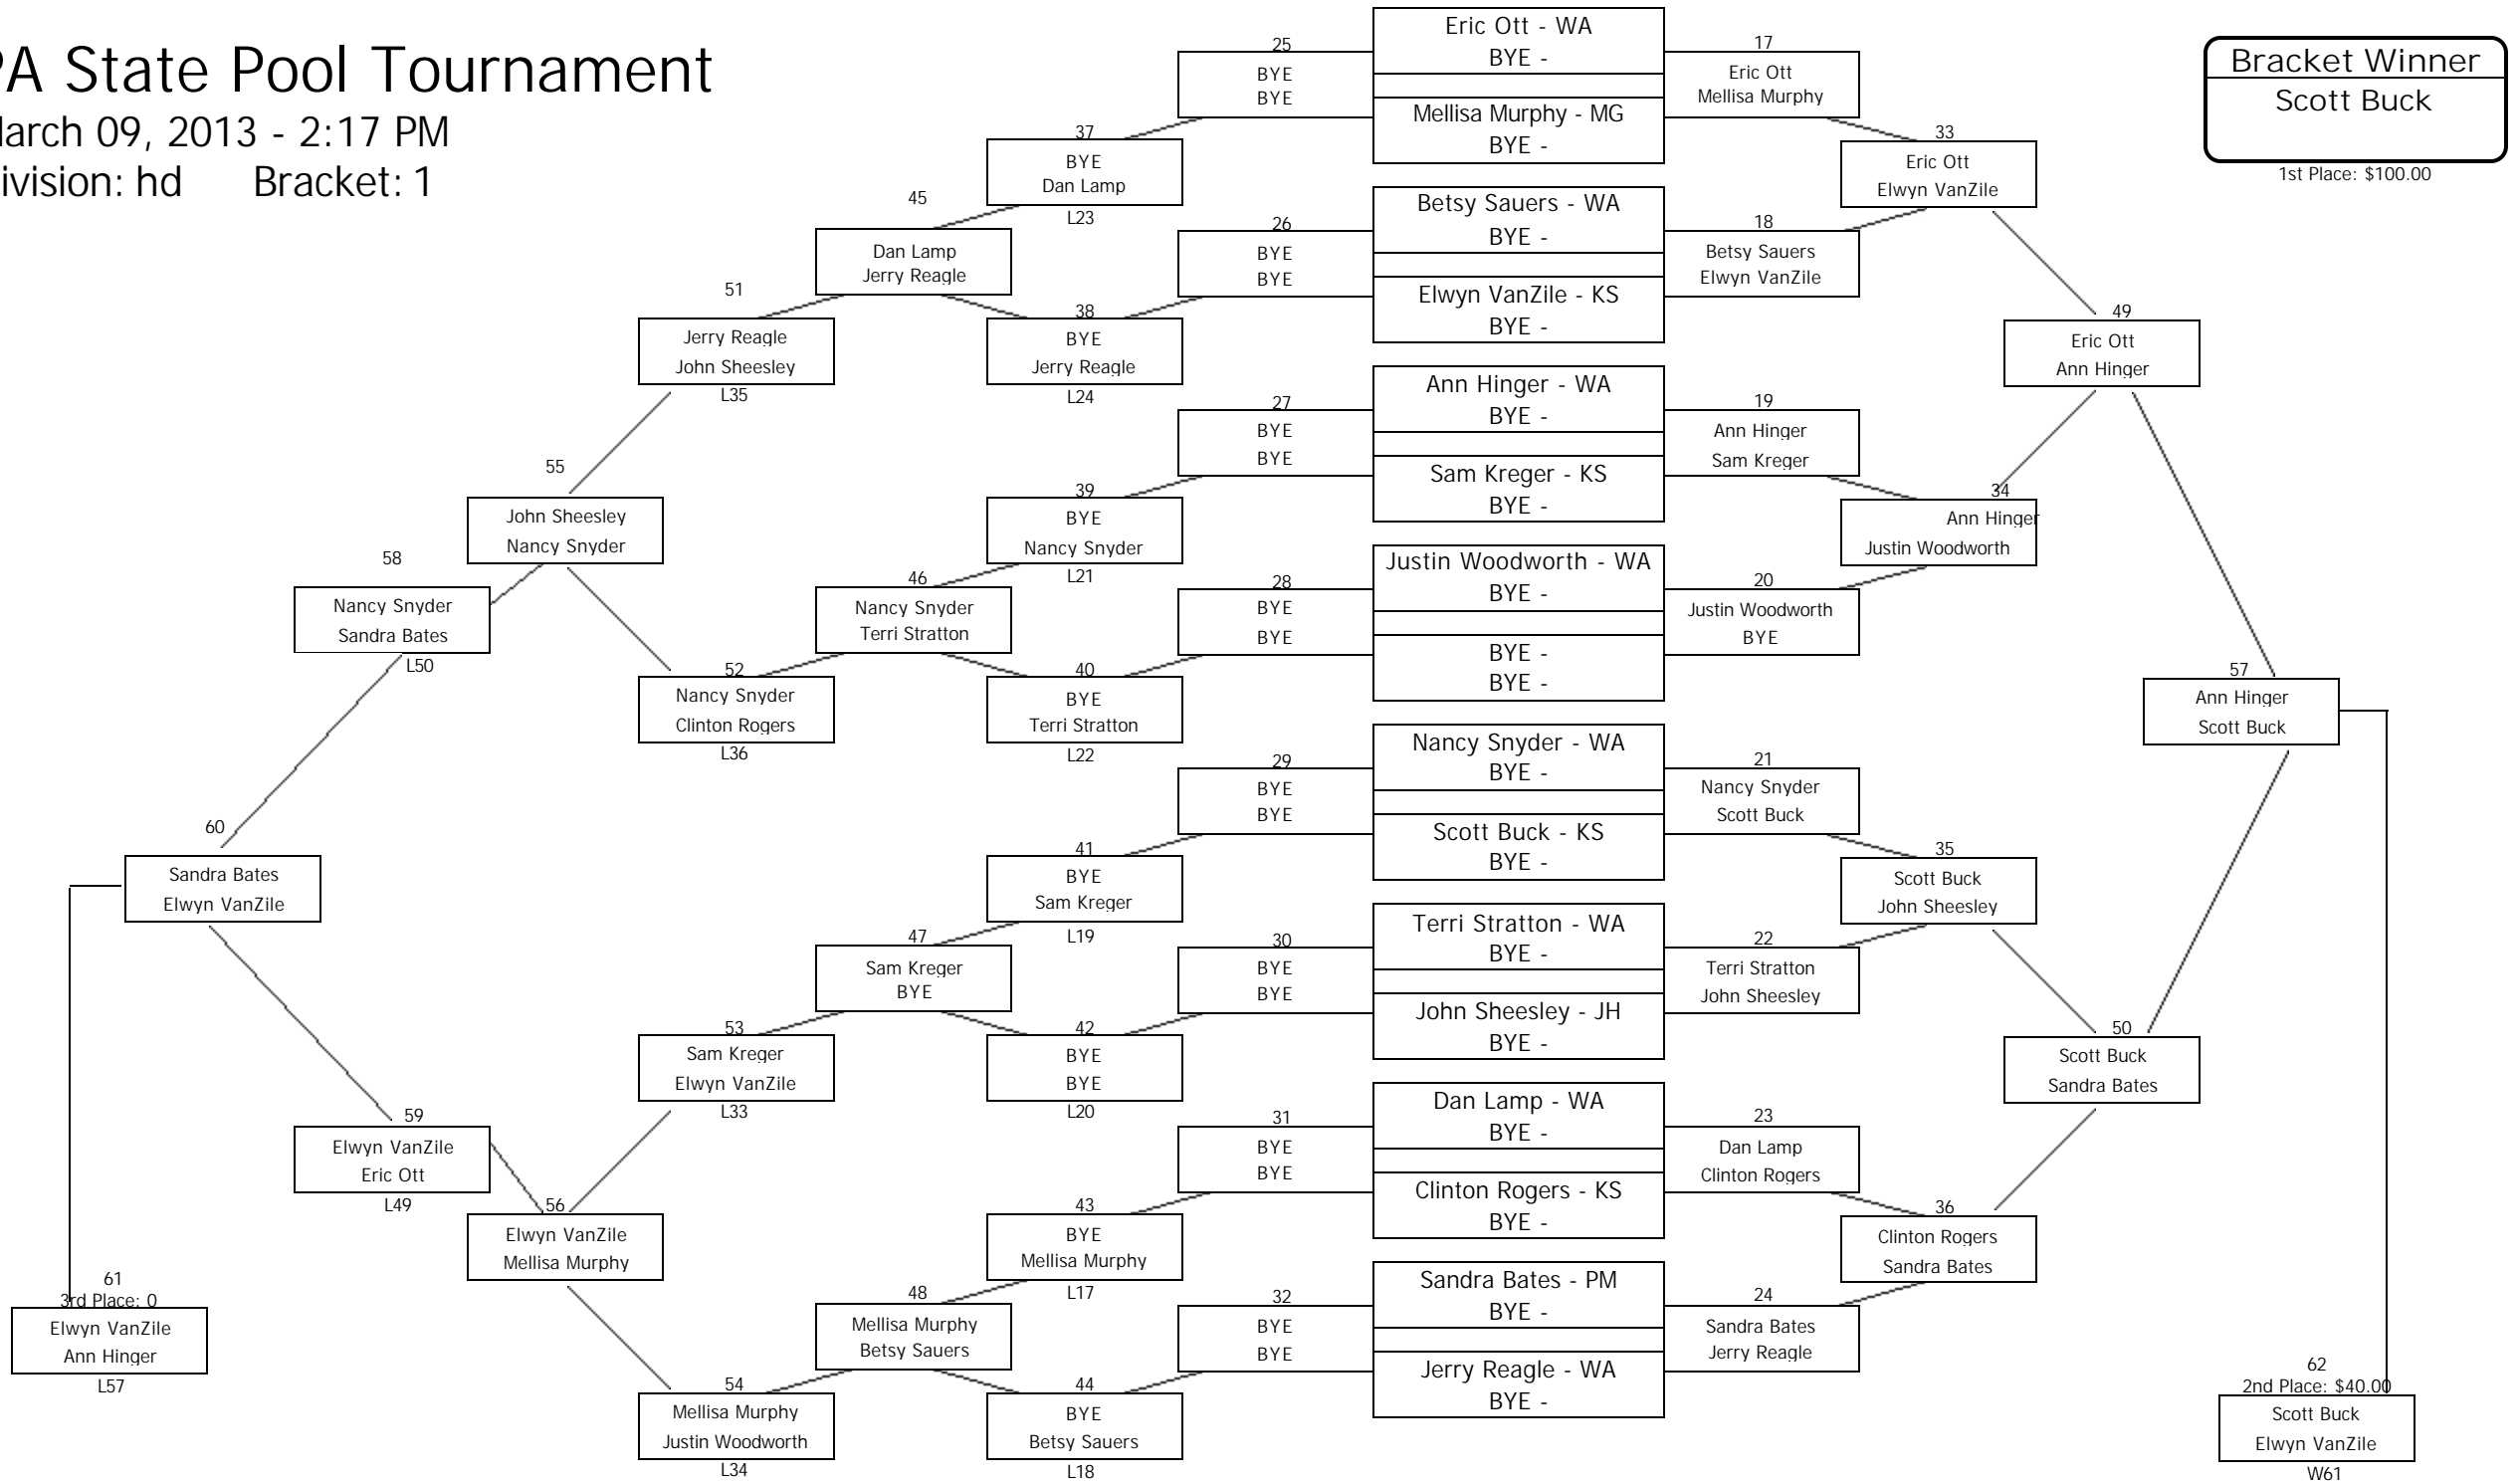 PA State Pool Tournament
March 09, 2013 - 2:17 PM
ivision: hd Bracket: 1
Bracket Winner
Scott Buck
1st Place: $100.00
61
3rd Place: 0
Elwyn VanZile
Ann Hinger
L57
60
Sandra Bates
Elwyn VanZile
58
Nancy Snyder
Sandra Bates
L50
59
Elwyn VanZile
Eric Ott
L49
55
John Sheesley
Nancy Snyder
56
Elwyn VanZile
Mellisa Murphy
51
Jerry Reagle
John Sheesley
L35
52
Nancy Snyder
Clinton Rogers
L36
53
Sam Kreger
Elwyn VanZile
L33
54
Mellisa Murphy
Justin Woodworth
L34
45
Dan Lamp
Jerry Reagle
46
Nancy Snyder
Terri Stratton
47
Sam Kreger
BYE
48
Mellisa Murphy
Betsy Sauers
37
BYE
Dan Lamp
L23
38
BYE
Jerry Reagle
L24
39
BYE
Nancy Snyder
L21
40
BYE
Terri Stratton
L22
41
BYE
Sam Kreger
L19
42
BYE
BYE
L20
43
BYE
Mellisa Murphy
L17
44
BYE
Betsy Sauers
L18
25
BYE
BYE
26
BYE
BYE
27
BYE
BYE
28
BYE
BYE
29
BYE
BYE
30
BYE
BYE
31
BYE
BYE
32
BYE
BYE
Eric Ott - WA
BYE -
Mellisa Murphy - MG
BYE -
Betsy Sauers - WA
BYE -
Elwyn VanZile - KS
BYE -
Ann Hinger - WA
BYE -
Sam Kreger - KS
BYE -
Justin Woodworth - WA
BYE -
BYE -
BYE -
Nancy Snyder - WA
BYE -
Scott Buck - KS
BYE -
Terri Stratton - WA
BYE -
John Sheesley - JH
BYE -
Dan Lamp - WA
BYE -
Clinton Rogers - KS
BYE -
Sandra Bates - PM
BYE -
Jerry Reagle - WA
BYE -
17
Eric Ott
Mellisa Murphy
18
Betsy Sauers
Elwyn VanZile
19
Ann Hinger
Sam Kreger
20
Justin Woodworth
BYE
21
Nancy Snyder
Scott Buck
22
Terri Stratton
John Sheesley
23
Dan Lamp
Clinton Rogers
24
Sandra Bates
Jerry Reagle
33
Eric Ott
Elwyn VanZile
34
Ann Hinger
Justin Woodworth
35
Scott Buck
John Sheesley
36
Clinton Rogers
Sandra Bates
49
Eric Ott
Ann Hinger
50
Scott Buck
Sandra Bates
57
Ann Hinger
Scott Buck
62
2nd Place: $40.00
Scott Buck
Elwyn VanZile
W61